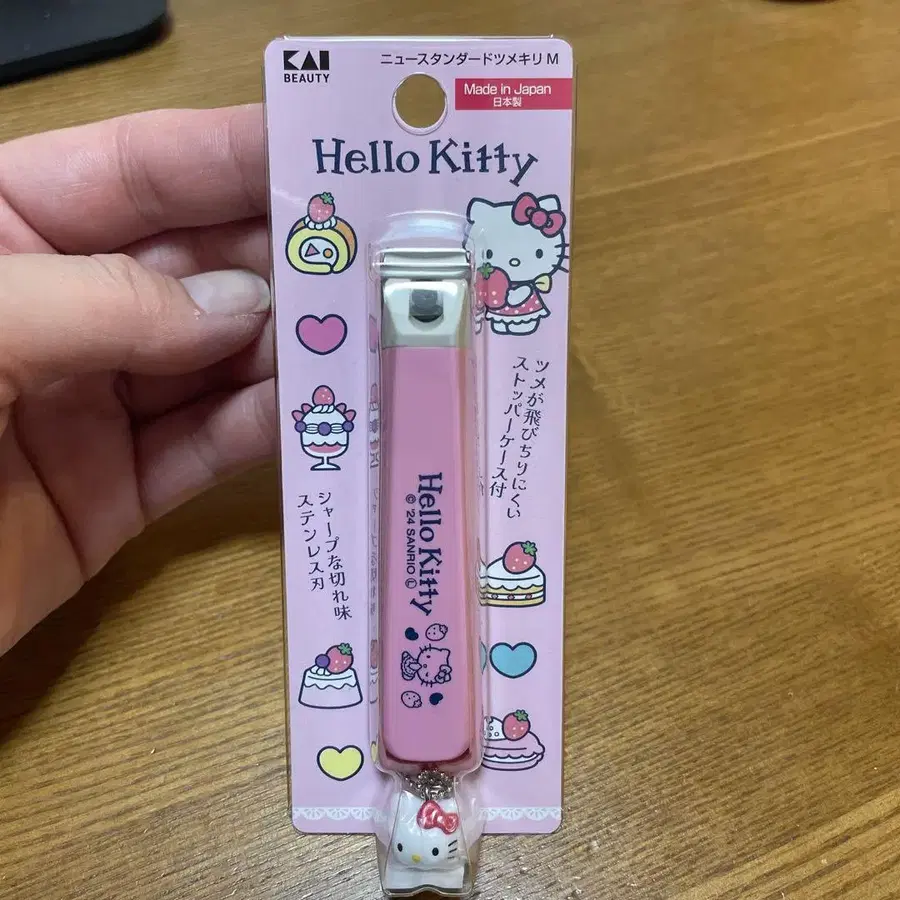 KAI
BEAUTY
ニュースタンダードツメキリ M
Made in Japan
日本製
Hello Kitty
ツメが飛びちりにくい
ストッパーケース付
Hello Kitty
© '24 SANRIO Ⓛ
シャープな切れ味
ステンレス刃